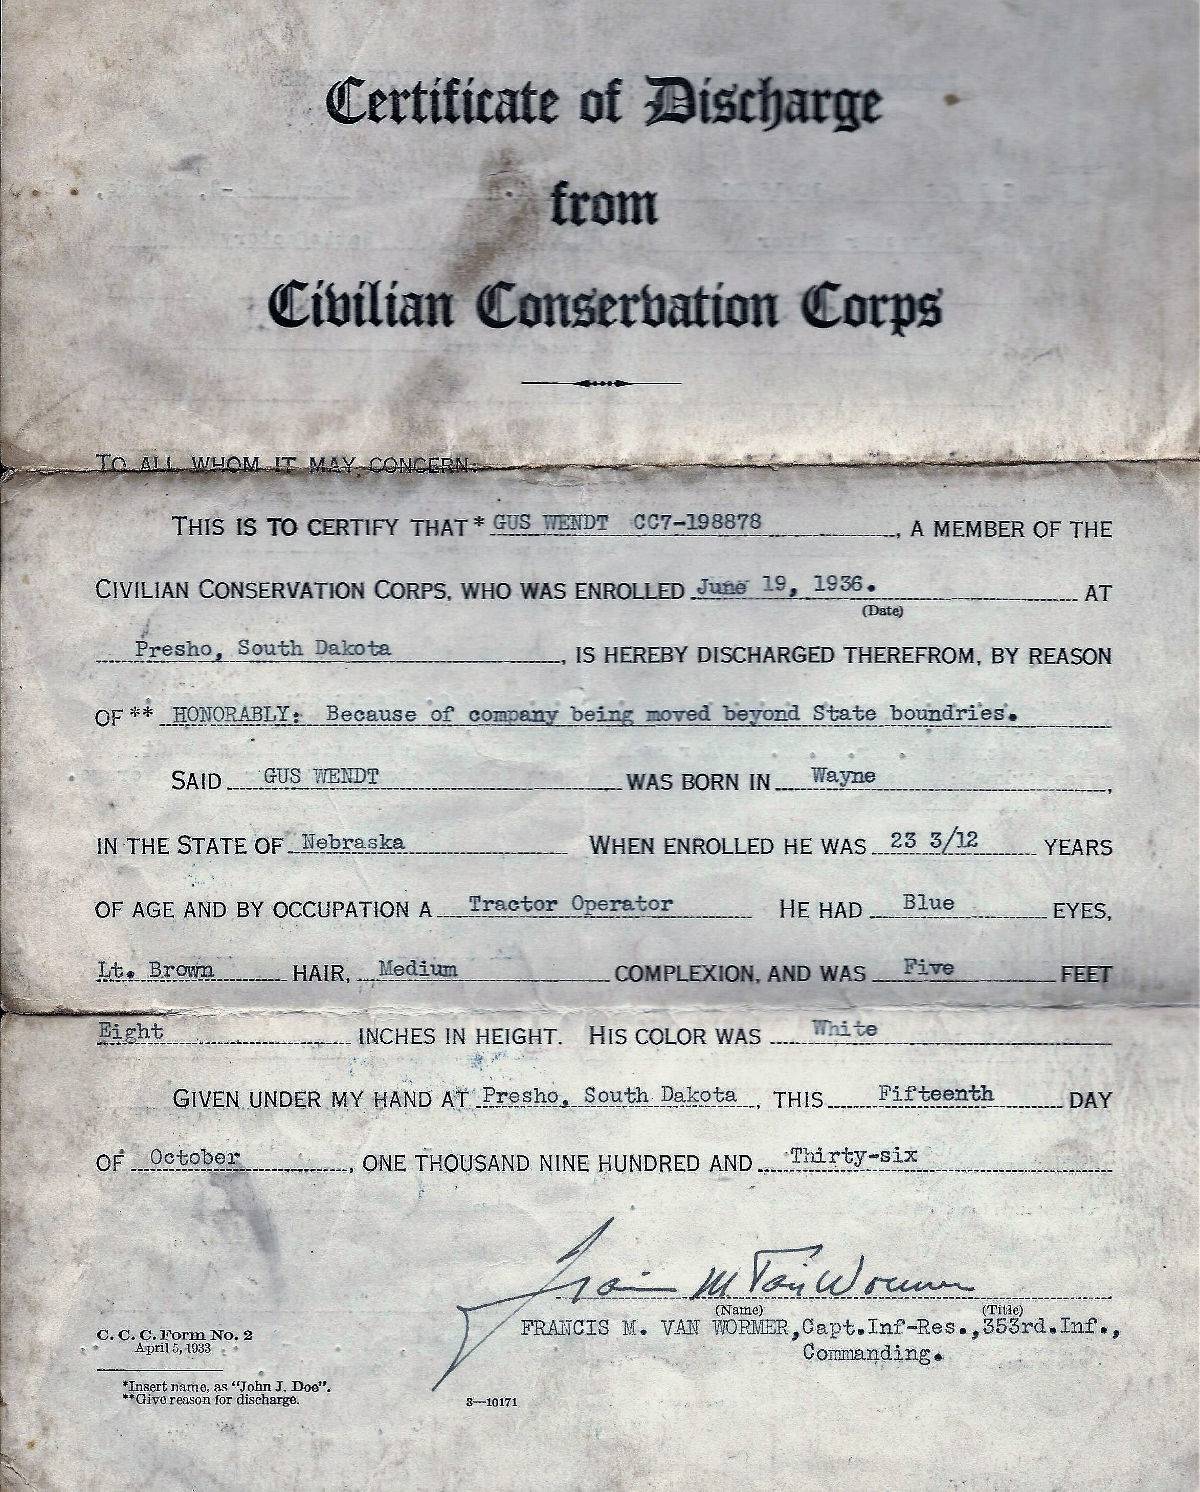 Certificate of Discharge
from
Civilian Conservation Corps
TO ALL WHOM IT MAY CONCERN:
THIS IS TO CERTIFY THAT * GUS WENDT CC7-198878, A MEMBER OF THE
CIVILIAN CONSERVATION CORPS, WHO WAS ENROLLED June 19, 1936. AT
(Date)
Presho, South Dakota, IS HEREBY DISCHARGED THEREFROM, BY REASON
OF ** HONORABLY: Because of company being moved beyond State boundries.
SAID GUS WENDT WAS BORN IN Wayne,
IN THE STATE OF Nebraska WHEN ENROLLED HE WAS 23 3/12 YEARS
OF AGE AND BY OCCUPATION A Tractor Operator HE HAD Blue EYES,
Lt. Brown HAIR, Medium COMPLEXION, AND WAS Five FEET
Eight INCHES IN HEIGHT. HIS COLOR WAS White
GIVEN UNDER MY HAND AT Presho, South Dakota, THIS Fifteenth DAY
OF October, ONE THOUSAND NINE HUNDRED AND Thirty-six
Francis M Van Wormer
(Name) (Title)
FRANCIS M. VAN WORMER,Capt.Inf-Res.,353rd.Inf.,
Commanding.
C. C. C. Form No. 2
April 5, 1933
*Insert name, as "John J. Doe".
**Give reason for discharge.
3—10171